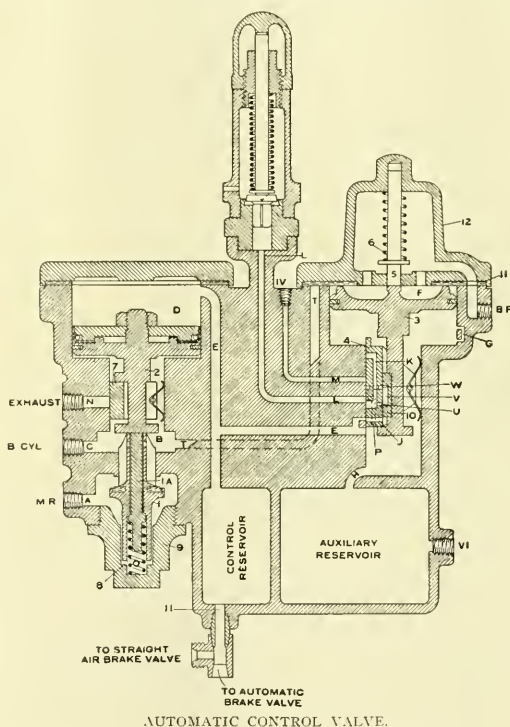 12
6
L
11
IV
5
F
BP
3
D
T
G
4
E
K
7
2
W
M
EXHAUST
N
V
L
U
10
B
B CYL
C
T
E
J
P
1A
H
MR
A
1
9
CONTROL
RESERVOIR
AUXILIARY
RESERVOIR
VI
8
11
TO STRAIGHT
AIR BRAKE VALVE
TO AUTOMATIC
BRAKE VALVE
AUTOMATIC CONTROL VALVE.